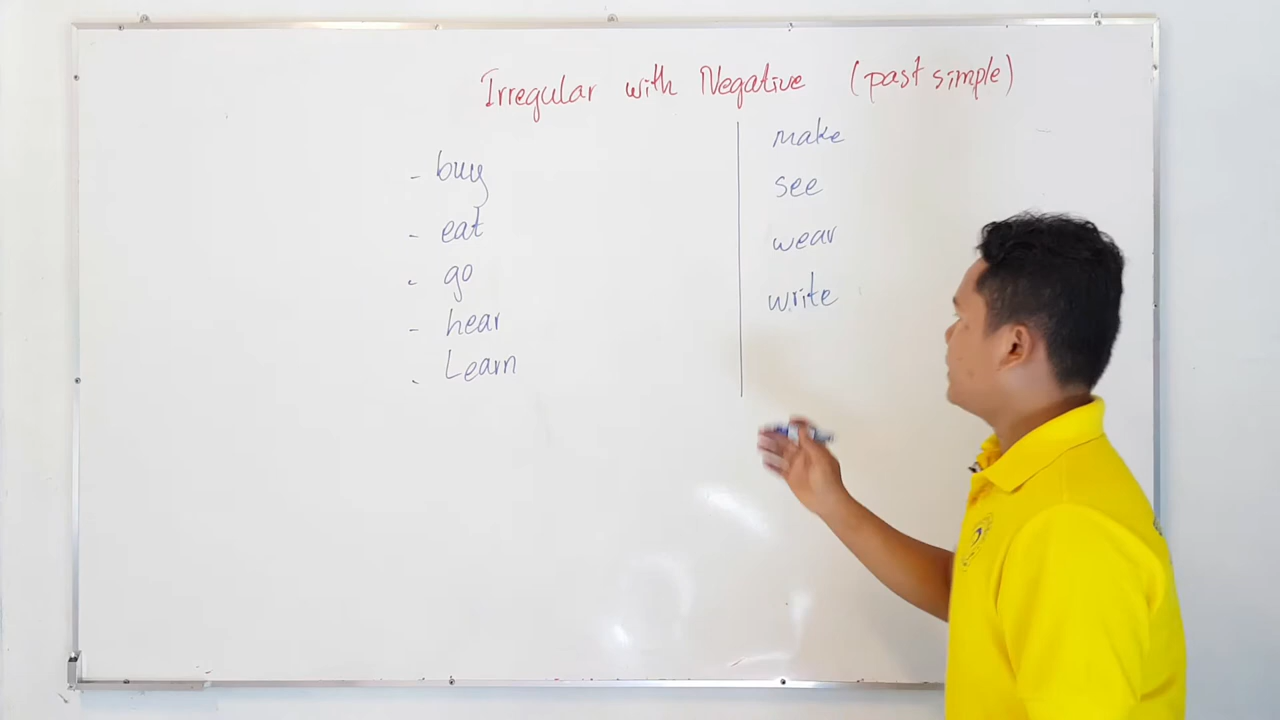 Irregular with Negative (past simple)
- buy
- eat
- go
- hear
- Learn
make
see
wear
write